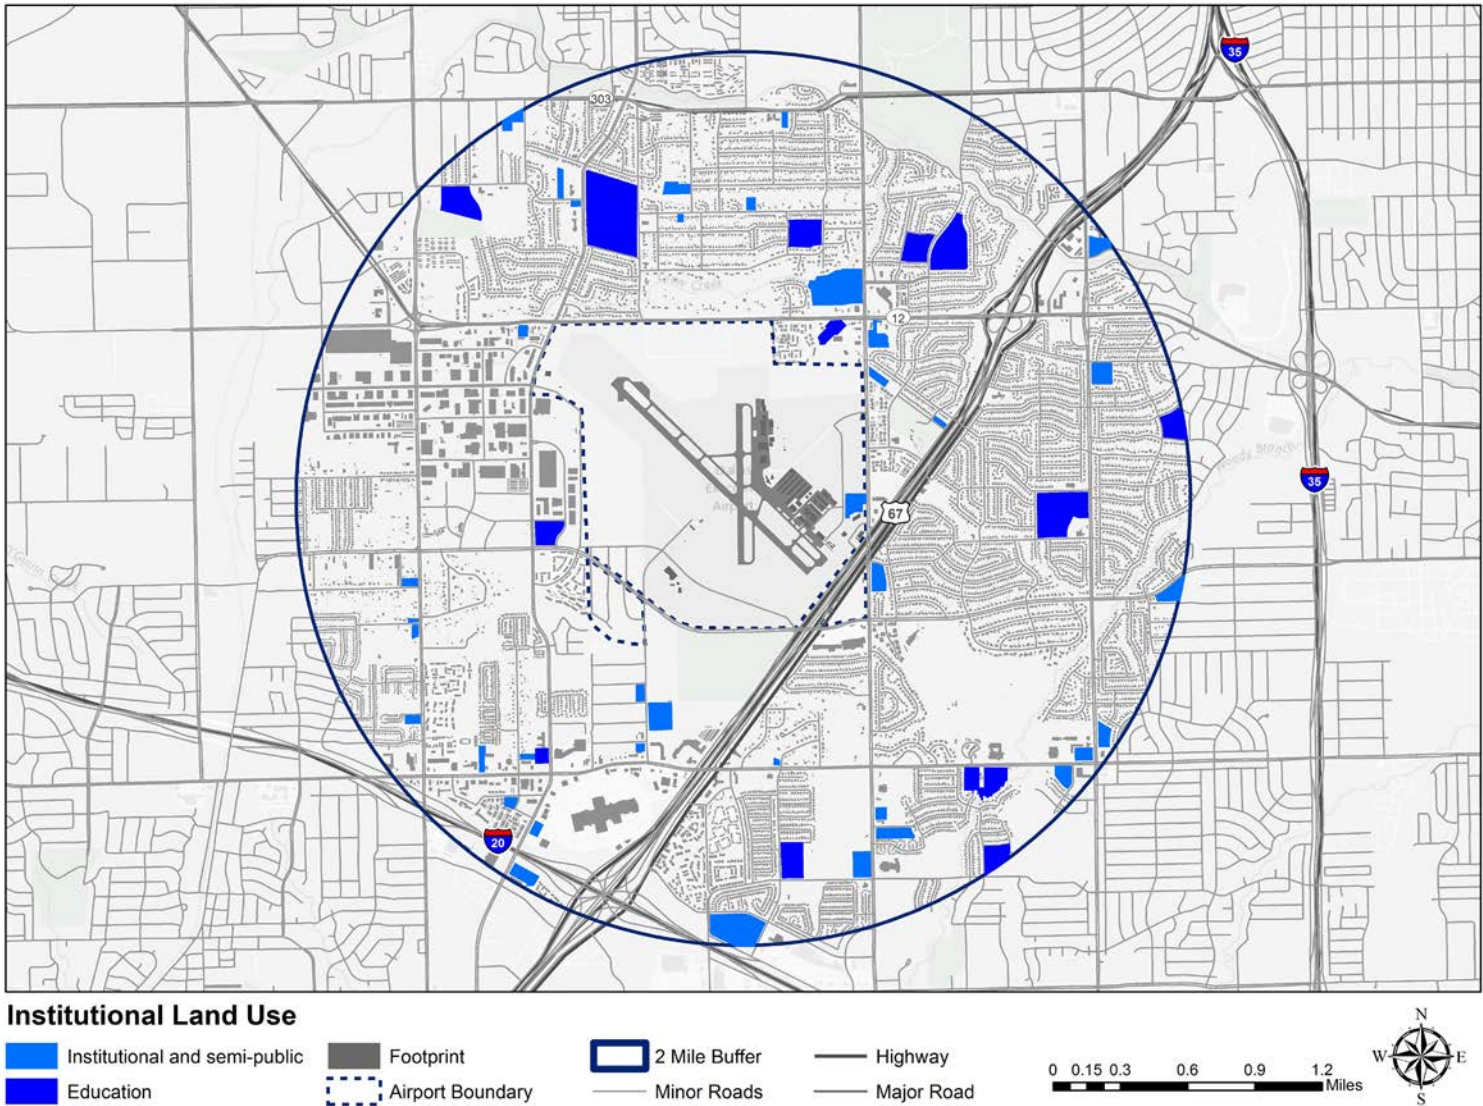 35
303
12
35
67
Airport
20
Institutional Land Use
Institutional and semi-public
Education
Footprint
Airport Boundary
2 Mile Buffer
Minor Roads
Highway
Major Road
0 0.15 0.3 0.6 0.9 1.2
Miles
N
W E
S